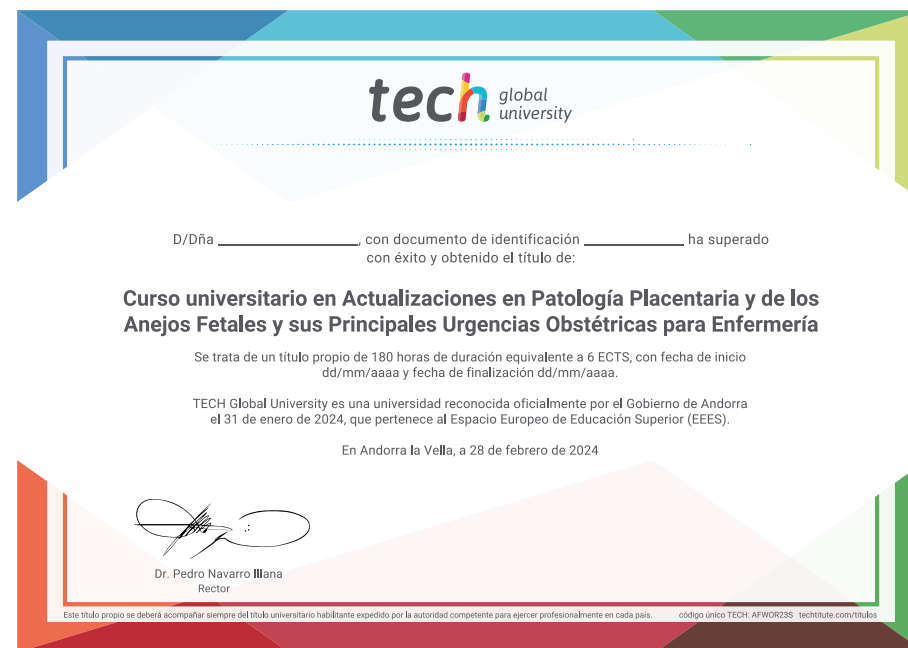 tech global university
D/Dña ____________________, con documento de identificación ______________ ha superado
con éxito y obtenido el título de:
Curso universitario en Actualizaciones en Patología Placentaria y de los
Anejos Fetales y sus Principales Urgencias Obstétricas para Enfermería
Se trata de un título propio de 180 horas de duración equivalente a 6 ECTS, con fecha de inicio
dd/mm/aaaa y fecha de finalización dd/mm/aaaa.
TECH Global University es una universidad reconocida oficialmente por el Gobierno de Andorra
el 31 de enero de 2024, que pertenece al Espacio Europeo de Educación Superior (EEES).
En Andorra la Vella, a 28 de febrero de 2024
Dr. Pedro Navarro Illana
Rector
Este título propio se deberá acompañar siempre del título universitario habilitante expedido por la autoridad competente para ejercer profesionalmente en cada país. código único TECH: AFWOR23S techtitute.com/titulos